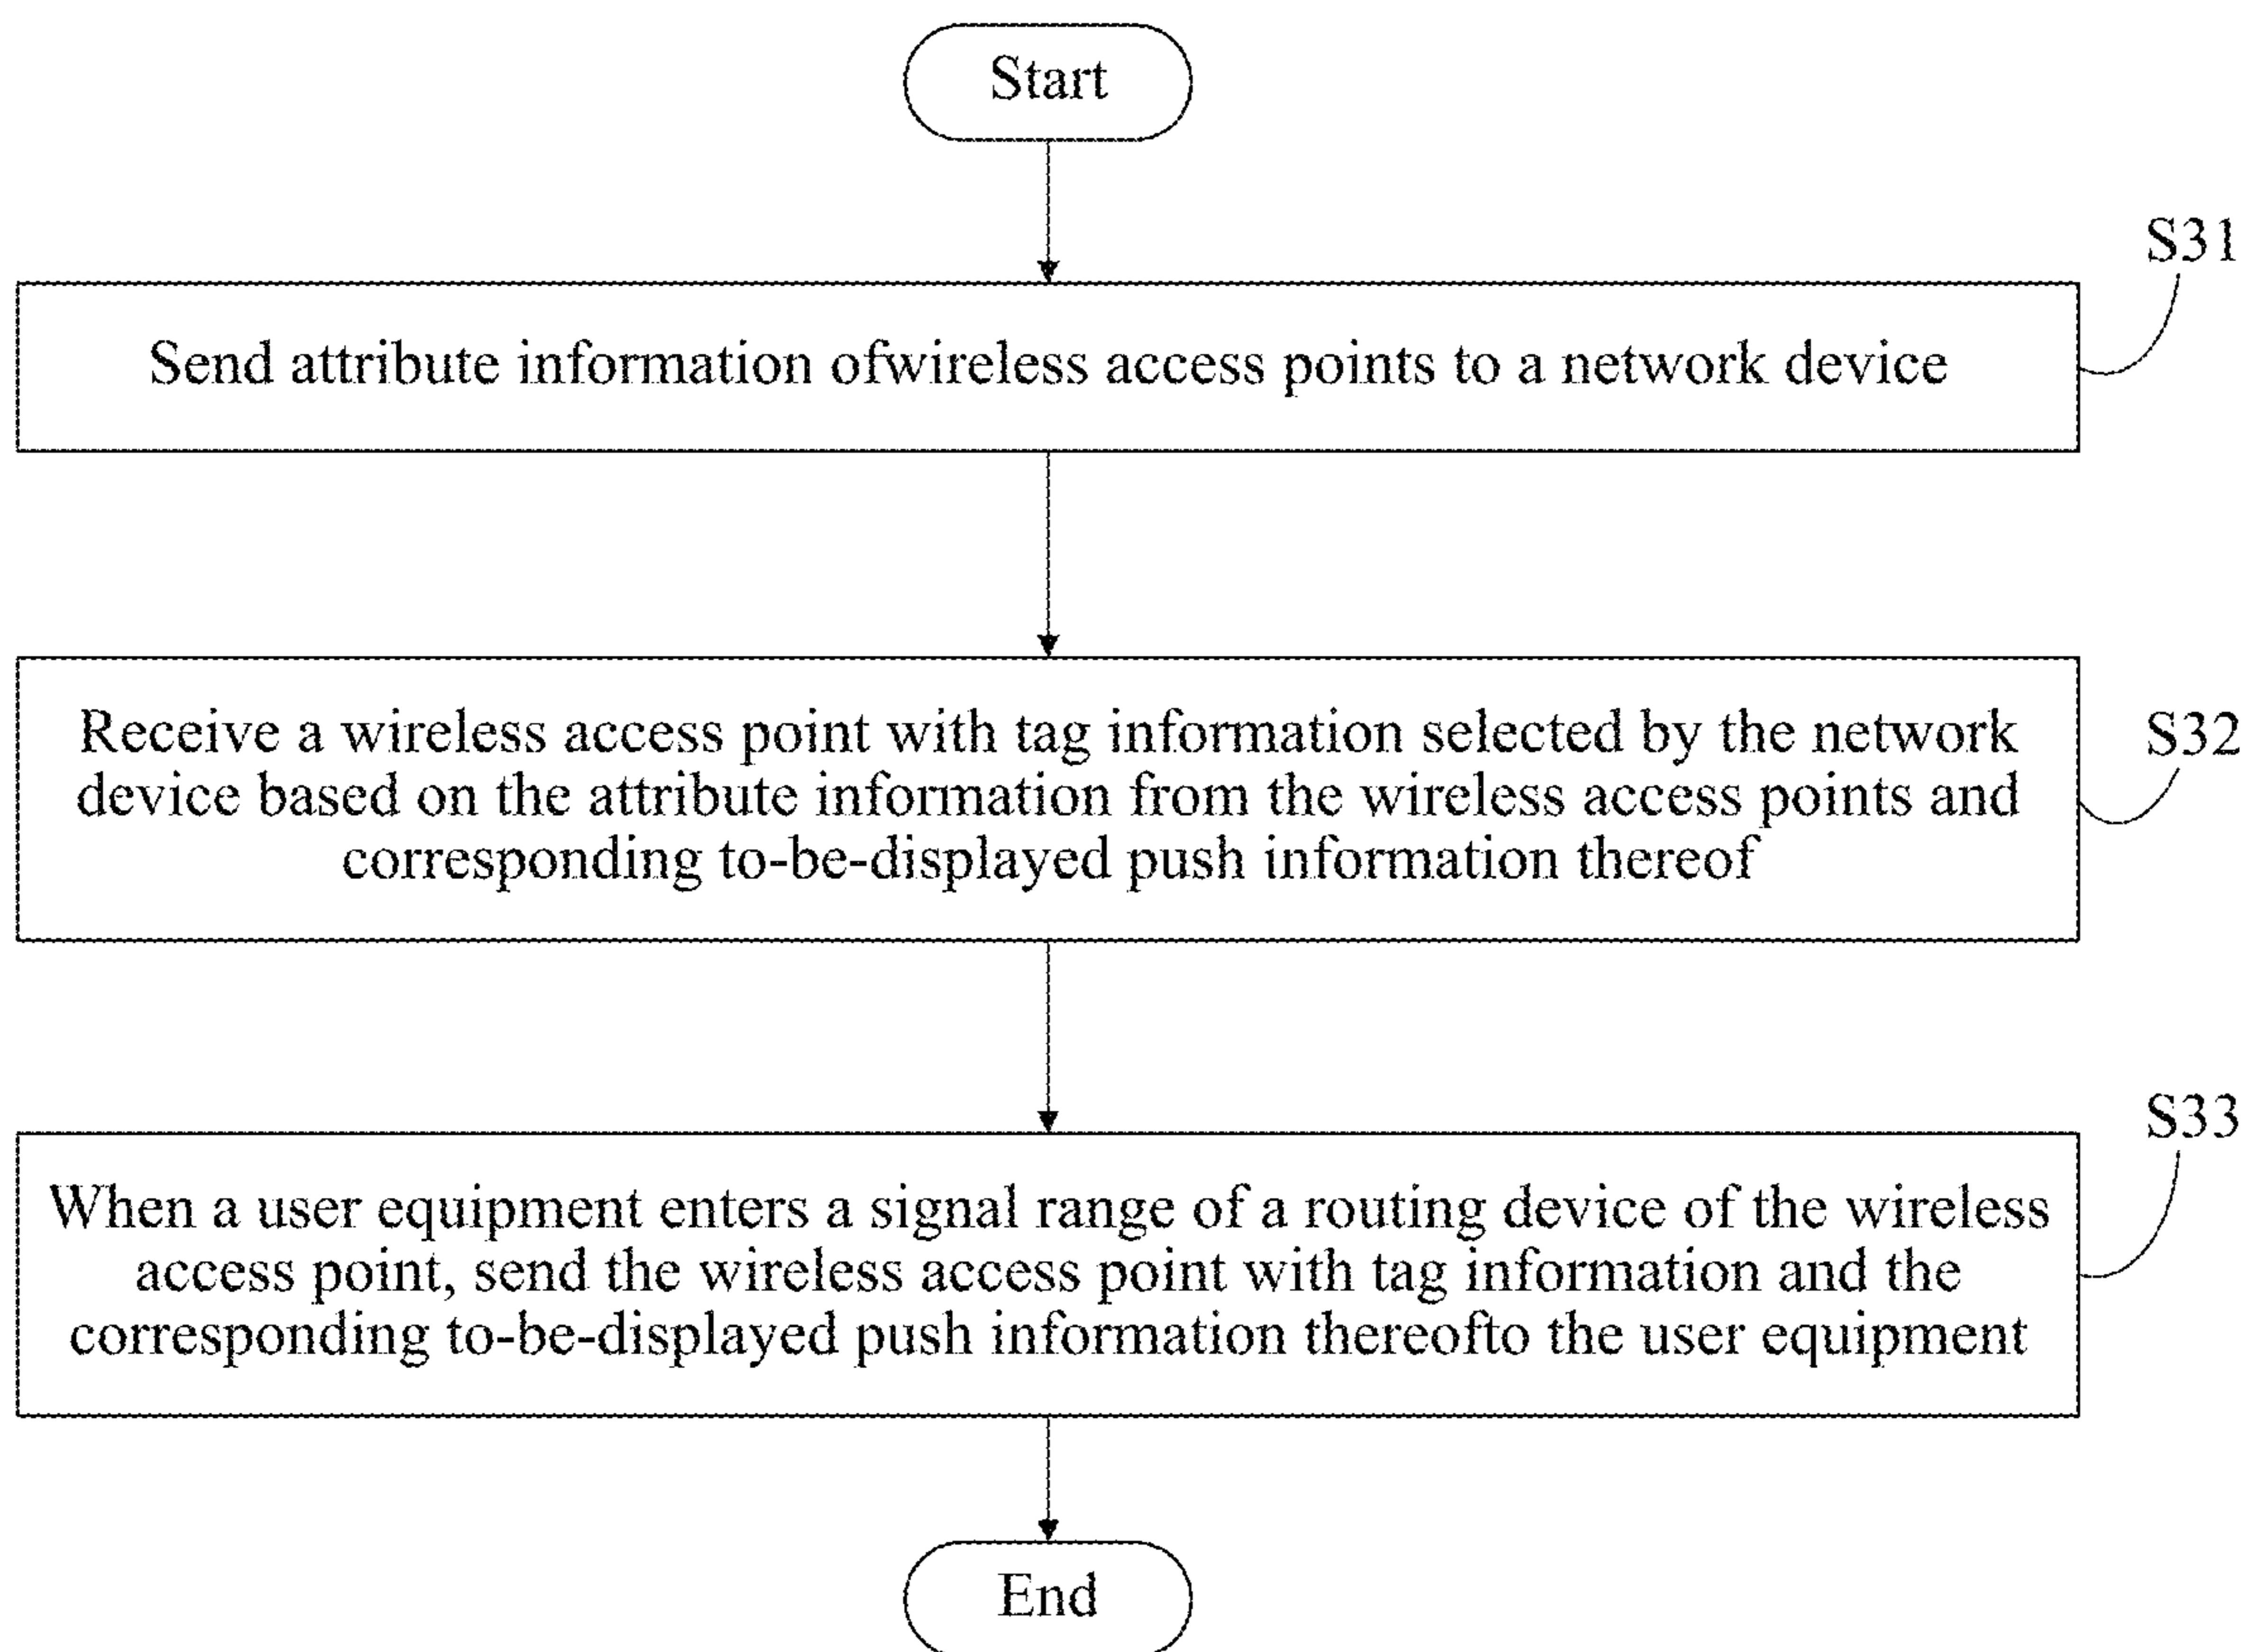 Start
S31
Send attribute information ofwireless access points to a network device
Receive a wireless access point with tag information selected by the network
device based on the attribute information from the wireless access points and
corresponding to-be-displayed push information thereof
S32
S33
When a user equipment enters a signal range of a routing device of the wireless
access point, send the wireless access point with tag information and the
corresponding to-be-displayed push information thereofto the user equipment
End